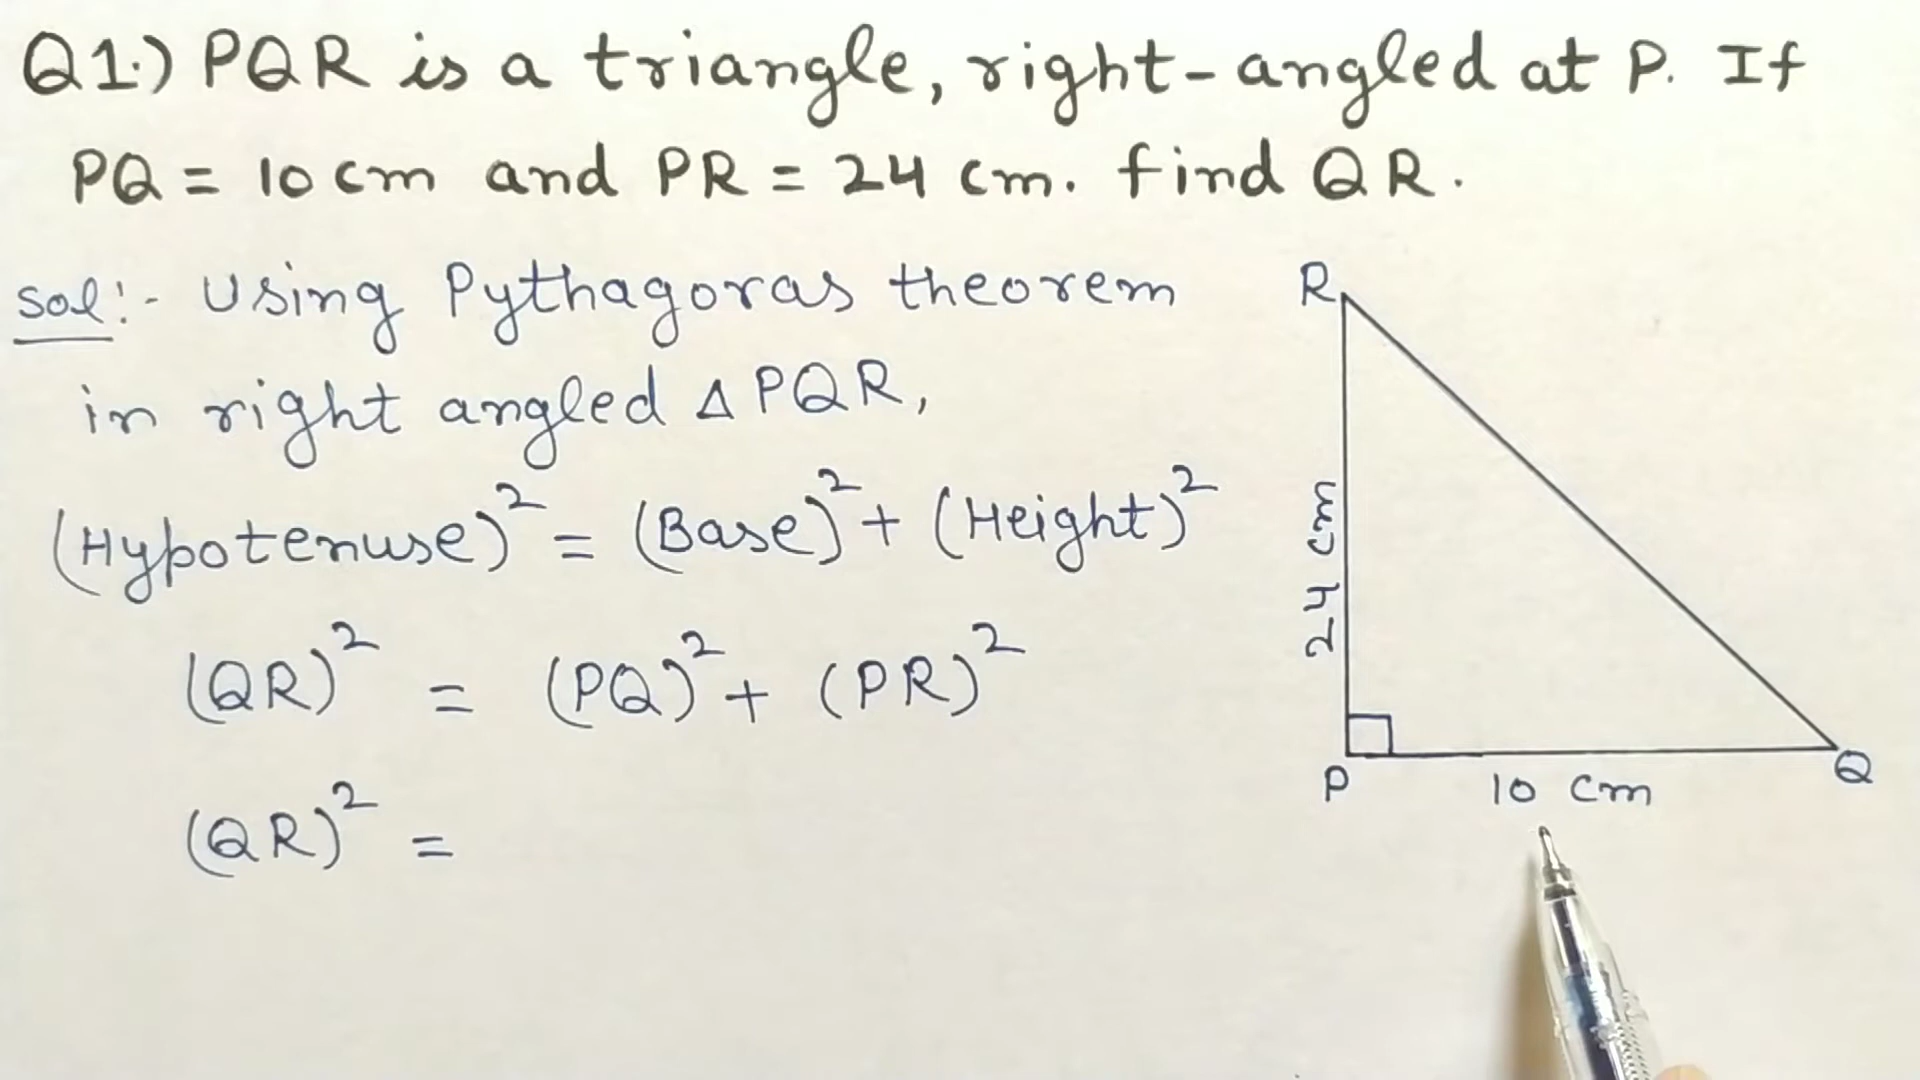 Q1.) PQR is a triangle, right-angled at P. If
PQ = 10 cm and PR = 24 cm. find QR.
Sol!:- Using Pythagoras theorem
in right angled Δ PQR,
(Hypotenuse)² = (Base)² + (Height)²
(QR)² = (PQ)² + (PR)²
(QR)² =
R
24 cm
P
10 cm
Q